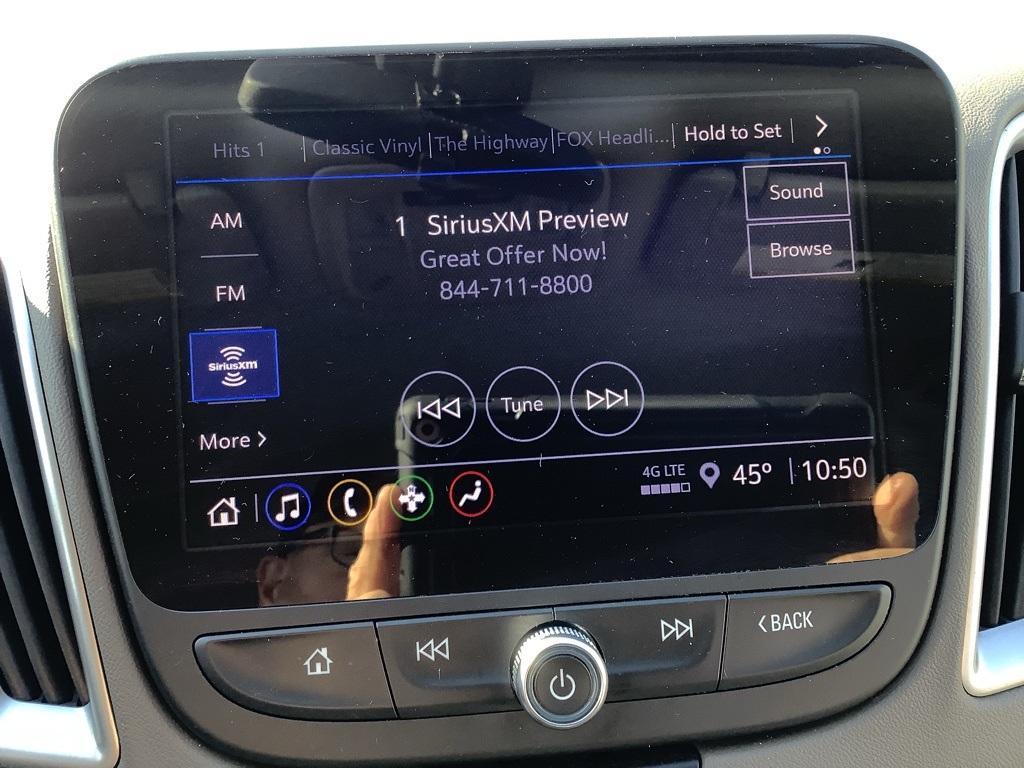 Hits 1 Classic Vinyl The Highway FOX Headli... Hold to Set
AM
1 SiriusXM Preview
Sound
Great Offer Now!
Browse
844-711-8800
FM
SiriusXM
Tune
More
4G LTE
45° 10:50
BACK